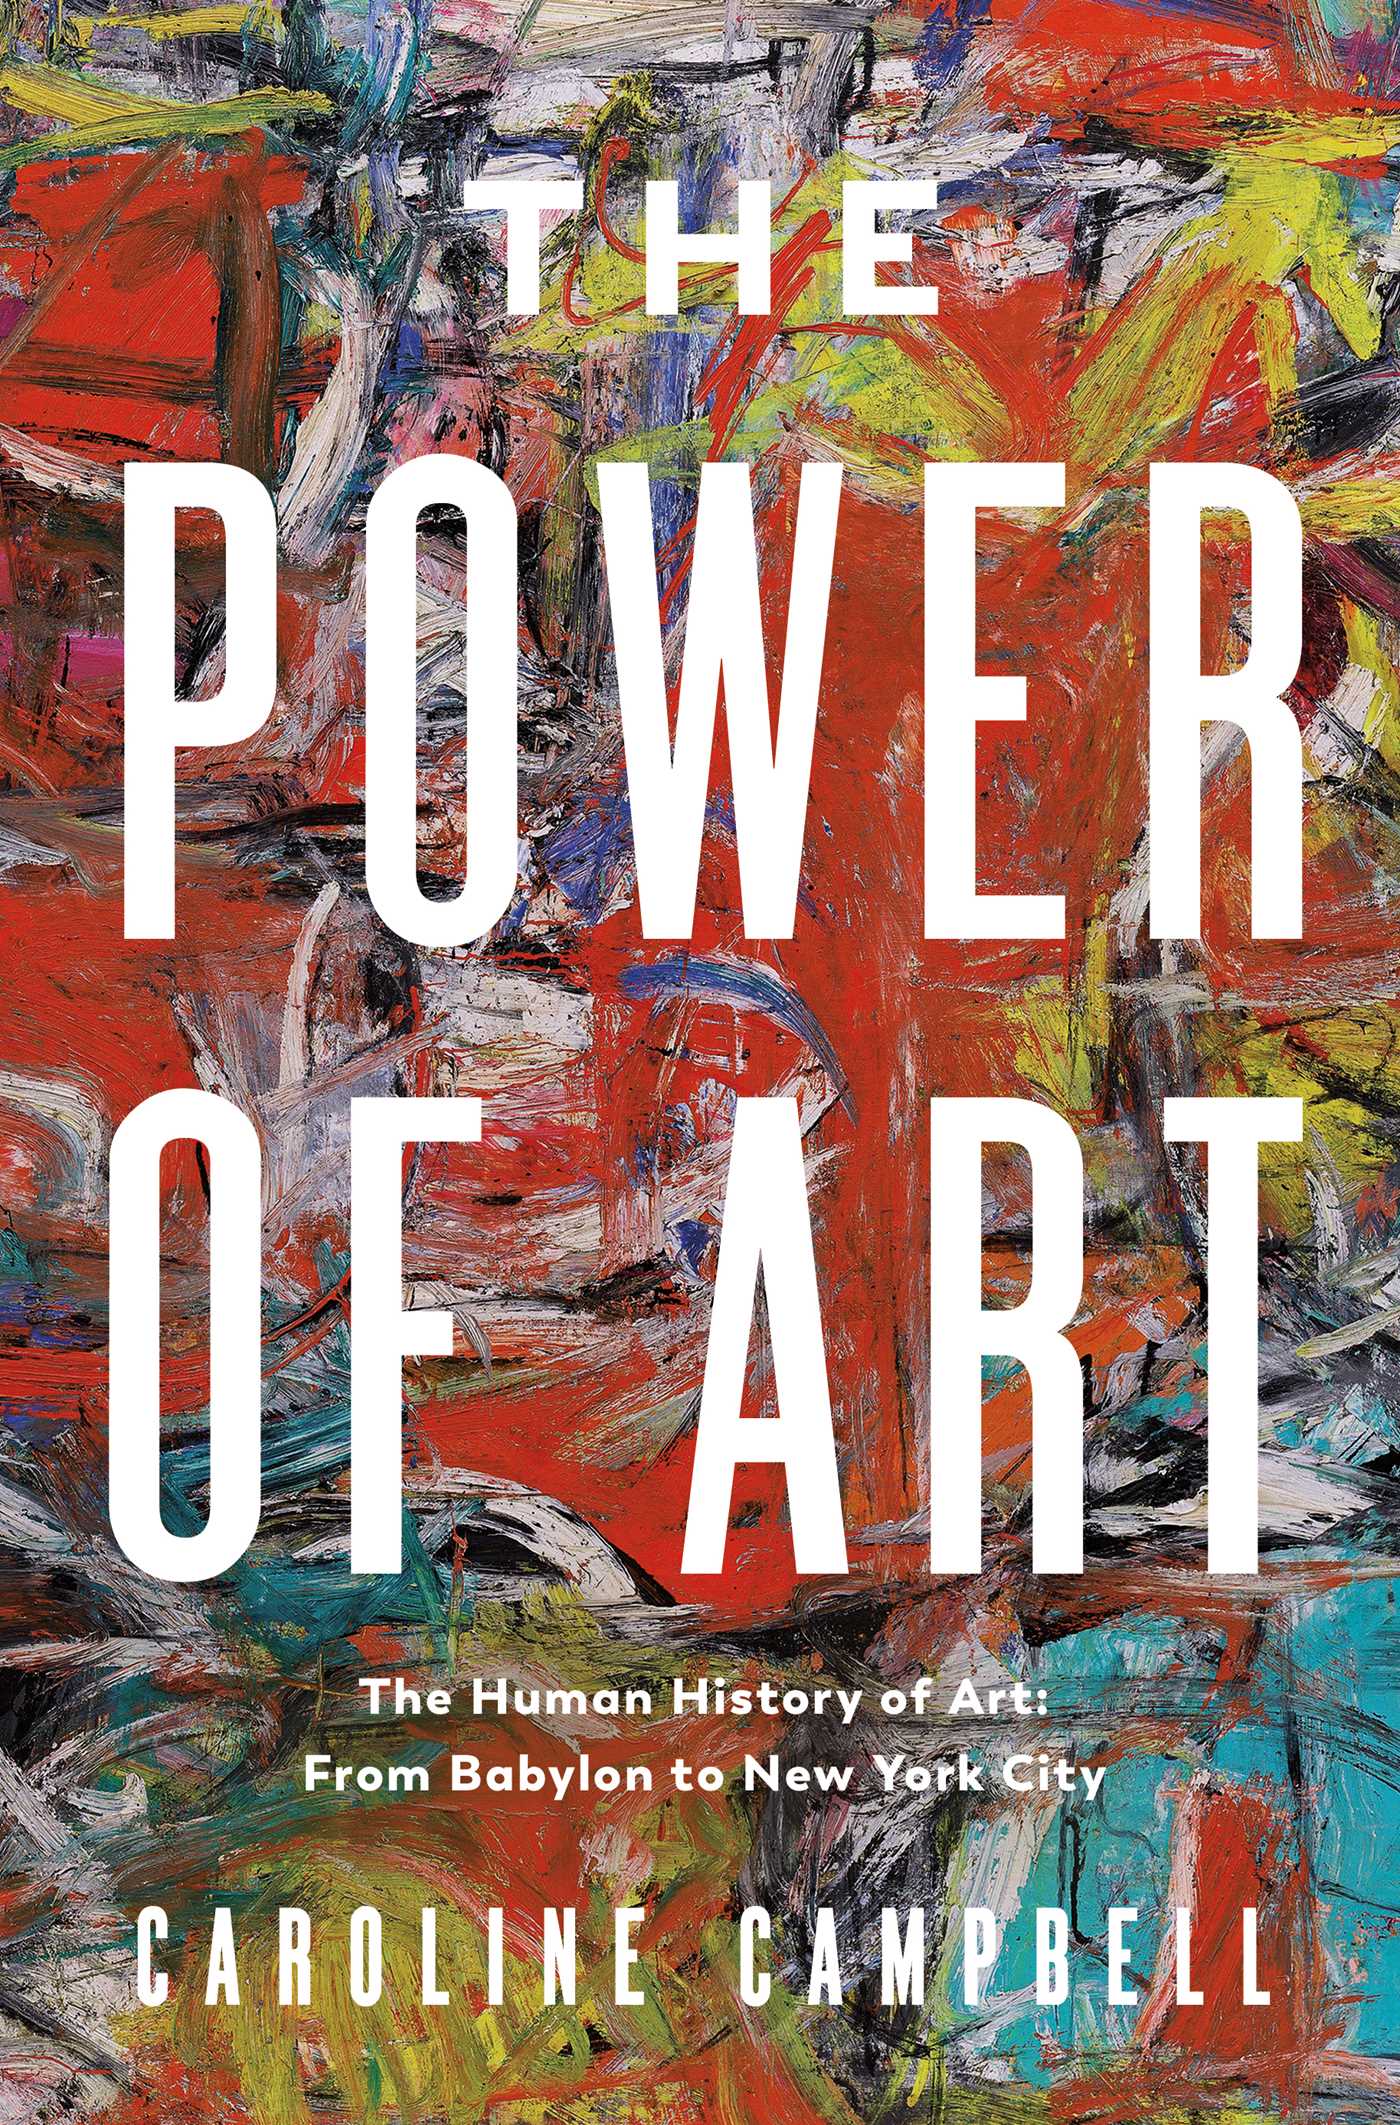 THE
POWER
OF ART
The Human History of Art:
From Babylon to New York City
CAROLINE CAMPBELL